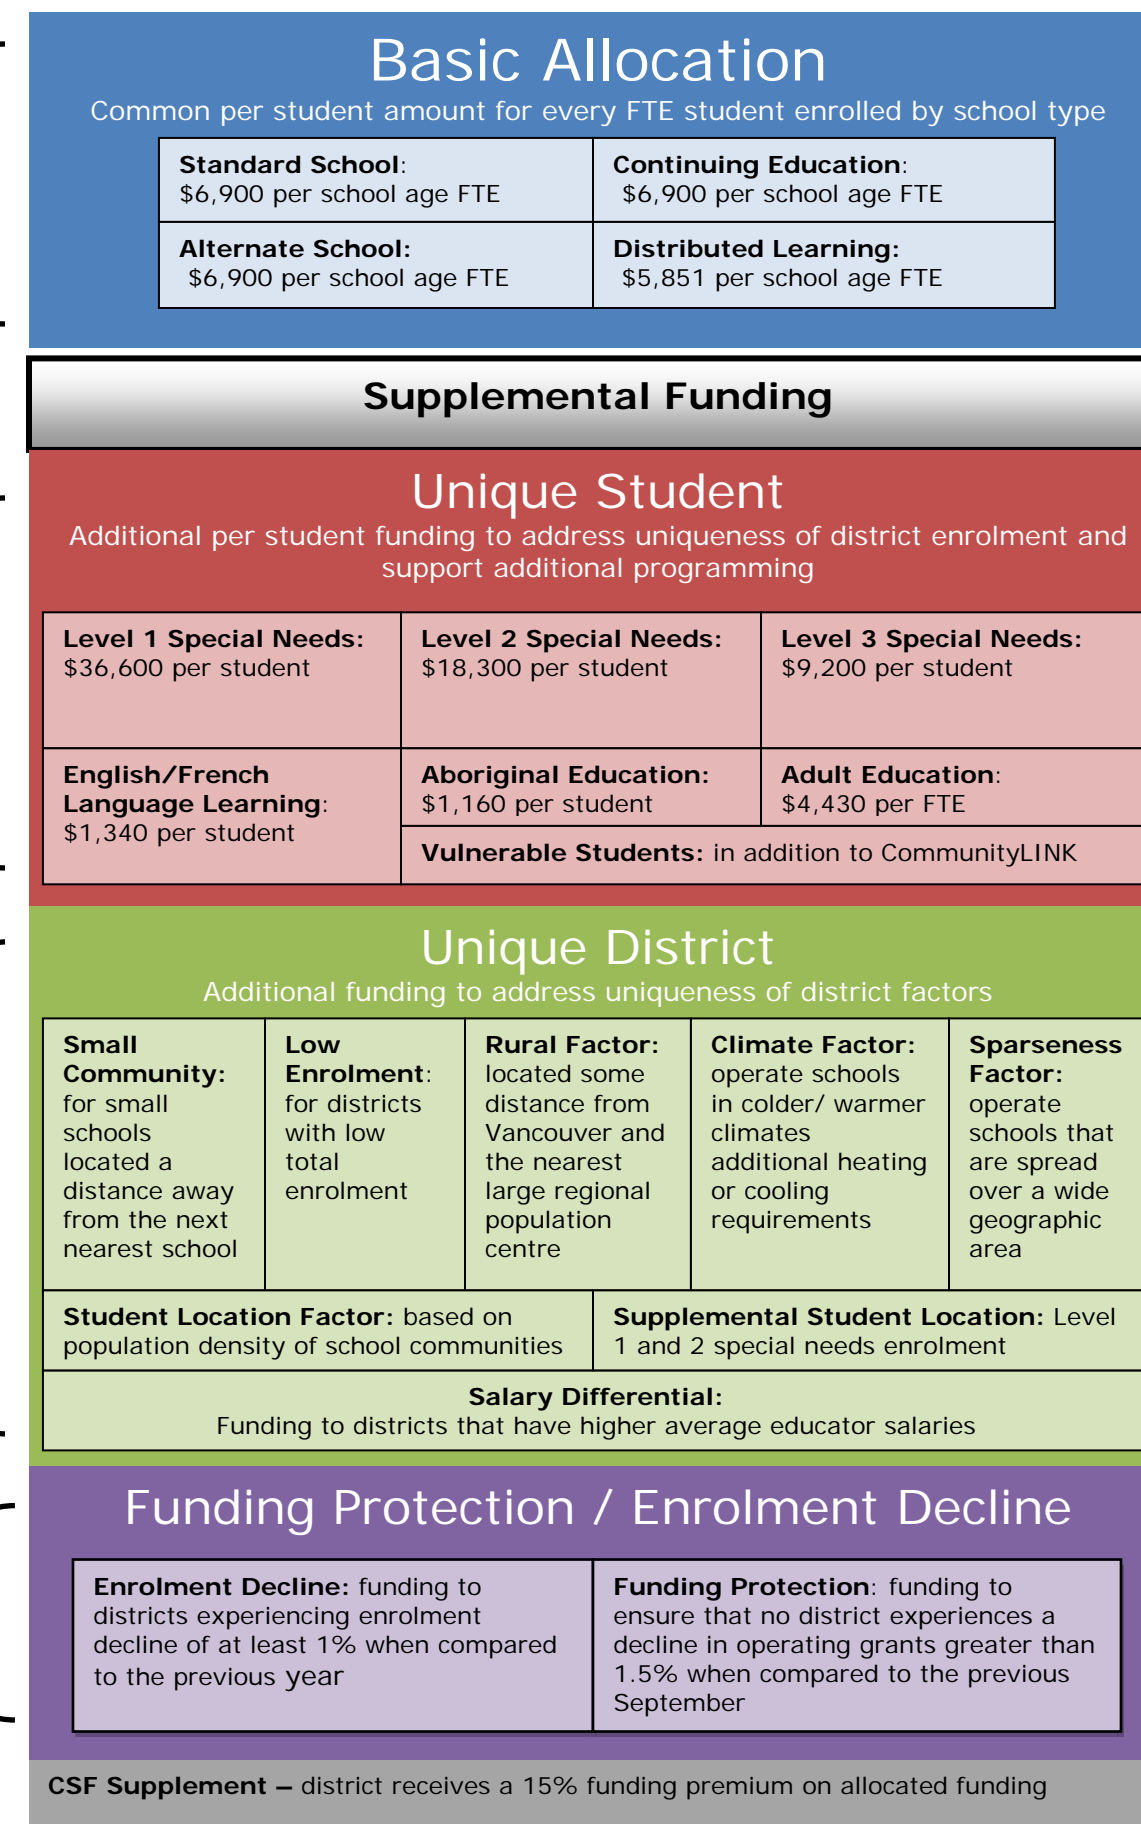 Basic Allocation
Common per student amount for every FTE student enrolled by school type
Standard School:
$6,900 per school age FTE
Continuing Education:
$6,900 per school age FTE
Alternate School:
$6,900 per school age FTE
Distributed Learning:
$5,851 per school age FTE
Supplemental Funding
Unique Student
Additional per student funding to address uniqueness of district enrolment and
support additional programming
Level 1 Special Needs:
$36,600 per student
Level 2 Special Needs:
$18,300 per student
Level 3 Special Needs:
$9,200 per student
English/French
Language Learning:
$1,340 per student
Aboriginal Education:
$1,160 per student
Adult Education:
$4,430 per FTE
Vulnerable Students: in addition to CommunityLINK
Unique District
Additional funding to address uniqueness of district factors
Small
Community:
for small
schools
located a
distance away
from the next
nearest school
Low
Enrolment:
for districts
with low
total
enrolment
Rural Factor:
located some
distance from
Vancouver and
the nearest
large regional
population
centre
Climate Factor:
operate schools
in colder/ warmer
climates
additional heating
or cooling
requirements
Sparseness
Factor:
operate
schools that
are spread
over a wide
geographic
area
Student Location Factor: based on
population density of school communities
Supplemental Student Location: Level
1 and 2 special needs enrolment
Salary Differential:
Funding to districts that have higher average educator salaries
Funding Protection / Enrolment Decline
Enrolment Decline: funding to
districts experiencing enrolment
decline of at least 1% when compared
to the previous year
Funding Protection: funding to
ensure that no district experiences a
decline in operating grants greater than
1.5% when compared to the previous
September
CSF Supplement – district receives a 15% funding premium on allocated funding